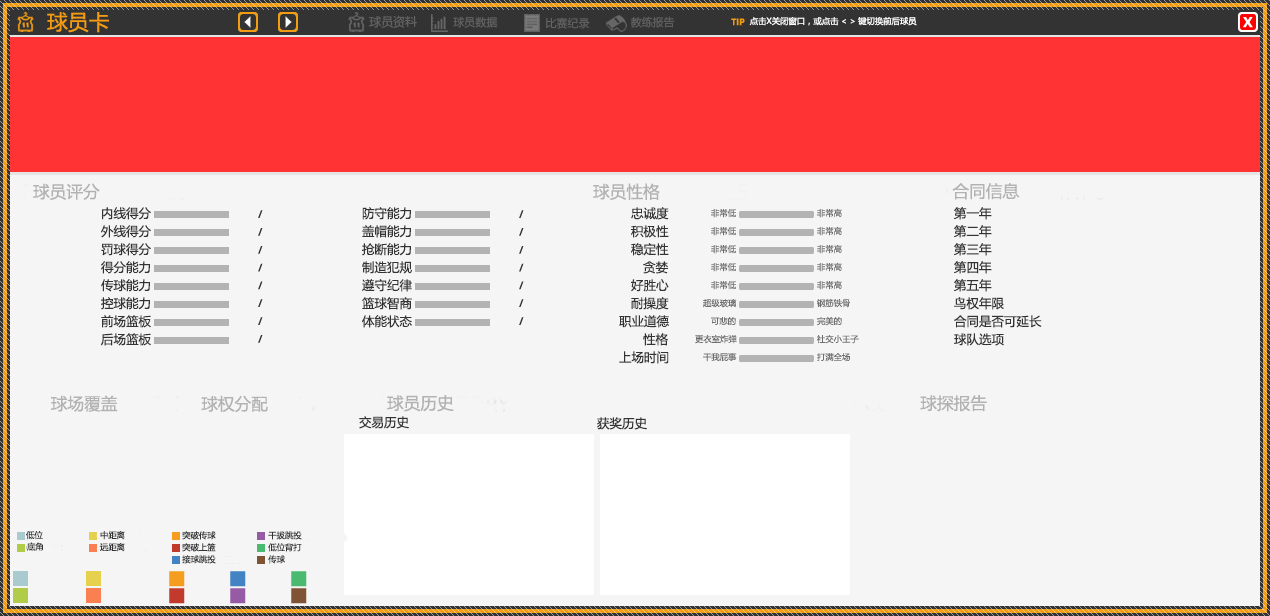 球员卡 球员资料 球员数据 比赛纪录 教练报告 TIP 点击X关闭窗口，或点击 < > 键切换前后球员 X
球员评分 球员性格 合同信息
内线得分 / 防守能力 / 忠诚度 非常低 非常高 第一年
外线得分 / 盖帽能力 / 积极性 非常低 非常高 第二年
罚球得分 / 抢断能力 / 稳定性 非常低 非常高 第三年
得分能力 / 制造犯规 / 贪婪 非常低 非常高 第四年
传球能力 / 遵守纪律 / 好胜心 非常低 非常高 第五年
控球能力 / 篮球智商 / 耐操度 超级玻璃 钢筋铁骨 鸟权年限
前场篮板 / 体能状态 / 职业道德 可悲的 完美的 合同是否可延长
后场篮板 / 性格 更衣室炸弹 社交小王子 球队选项
上场时间 干我屁事 打满全场
球场覆盖 球权分配 球员历史 球探报告
交易历史 获奖历史
低位 中距离 突破传球 干拔跳投
底角 远距离 突破上篮 低位背打
接球跳投 传球